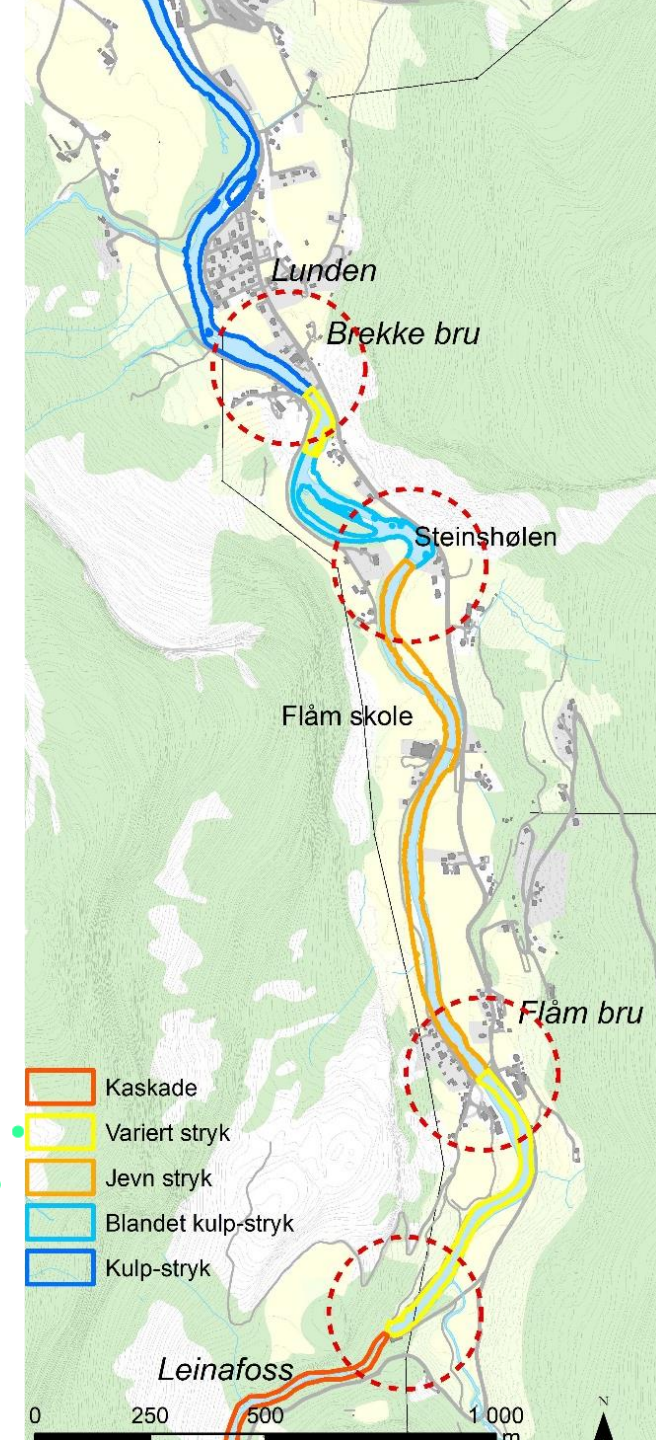 Lunden
Brekke bru
Steinshølen
Flåm skole
Flåm bru
Kaskade
Variert stryk
Jevn stryk
Blandet kulp-stryk
Kulp-stryk
Leinafoss
0 250 500 1 000
m
N